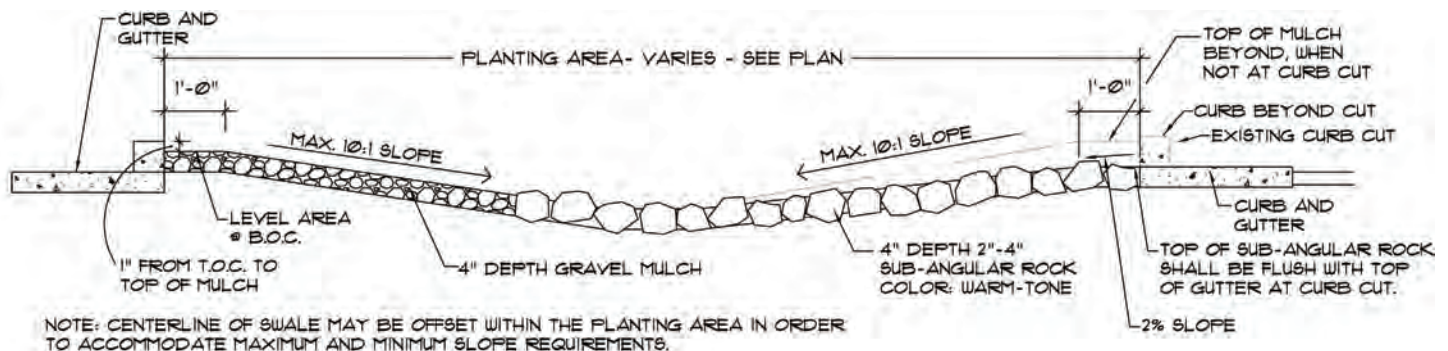 CURB AND
GUTTER
PLANTING AREA- VARIES - SEE PLAN
TOP OF MULCH
BEYOND, WHEN
NOT AT CURB CUT
1'-0"
1'-0"
CURB BEYOND CUT
EXISTING CURB CUT
MAX. 10:1 SLOPE
MAX. 10:1 SLOPE
LEVEL AREA
@ B.O.C.
1" FROM T.O.C. TO
TOP OF MULCH
4" DEPTH GRAVEL MULCH
4" DEPTH 2"-4"
SUB-ANGULAR ROCK
COLOR: WARM-TONE
CURB AND
GUTTER
TOP OF SUB-ANGULAR ROCK
SHALL BE FLUSH WITH TOP
OF GUTTER AT CURB CUT.
2% SLOPE
NOTE: CENTERLINE OF SWALE MAY BE OFFSET WITHIN THE PLANTING AREA IN ORDER
TO ACCOMMODATE MAXIMUM AND MINIMUM SLOPE REQUIREMENTS.